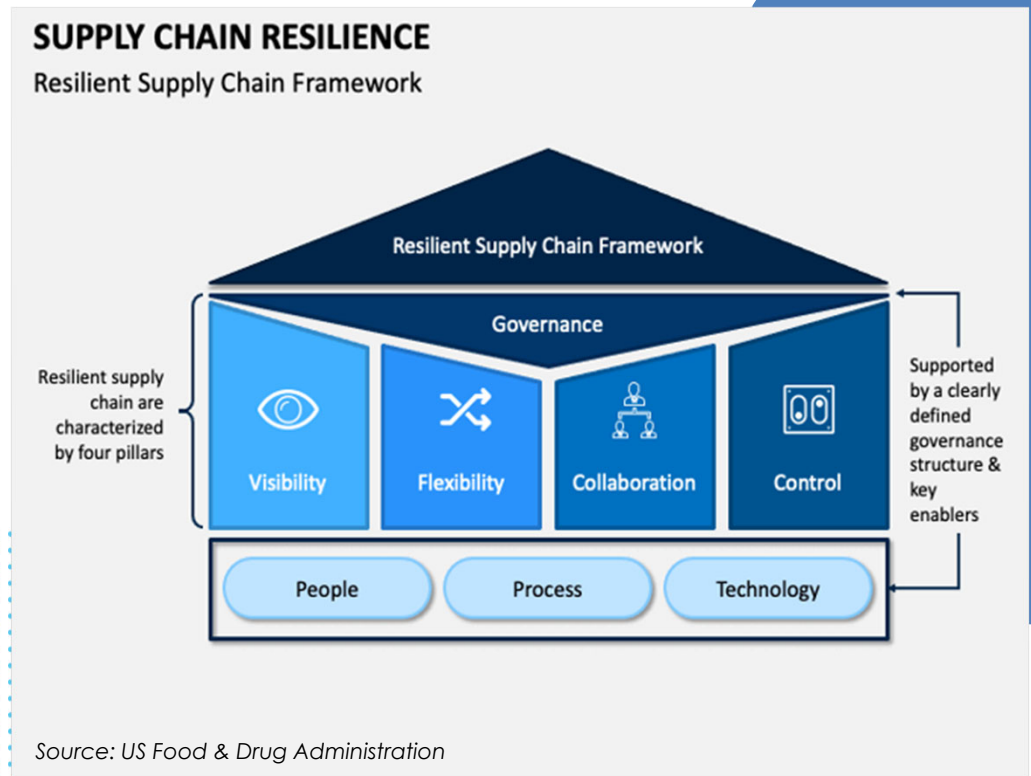 SUPPLY CHAIN RESILIENCE
Resilient Supply Chain Framework
Resilient Supply Chain Framework
Governance
Resilient supply
chain are
characterized
by four pillars
Visibility
Flexibility
Collaboration
Control
Supported
by a clearly
defined
governance
structure &
key
enablers
People
Process
Technology
Source: US Food & Drug Administration